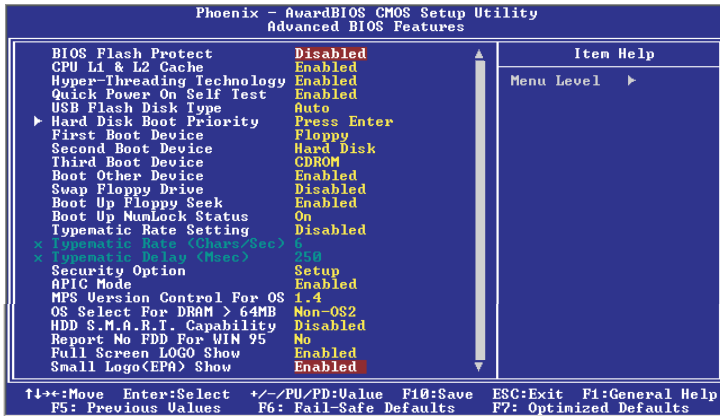 Phoenix - AwardBIOS CMOS Setup Utility
Advanced BIOS Features
BIOS Flash Protect Disabled
CPU L1 & L2 Cache Enabled
Hyper-Threading Technology Enabled
Quick Power On Self Test Enabled
USB Flash Disk Type Auto
Hard Disk Boot Priority Press Enter
First Boot Device Floppy
Second Boot Device Hard Disk
Third Boot Device CDROM
Boot Other Device Enabled
Swap Floppy Drive Disabled
Boot Up Floppy Seek Enabled
Boot Up NumLock Status On
Typematic Rate Setting Disabled
x Typematic Rate (Chars/Sec) 6
x Typematic Delay (Msec) 250
Security Option Setup
APIC Mode Enabled
MPS Version Control For OS 1.4
OS Select For DRAM > 64MB Non-OS2
HDD S.M.A.R.T. Capability Disabled
Report No FDD For WIN 95 No
Full Screen LOGO Show Enabled
Small Logo(EPA) Show Enabled
Item Help
Menu Level ►
↑↓→←:Move Enter:Select +/-/PU/PD:Value F10:Save ESC:Exit F1:General Help
F5: Previous Values F6: Fail-Safe Defaults F7: Optimized Defaults